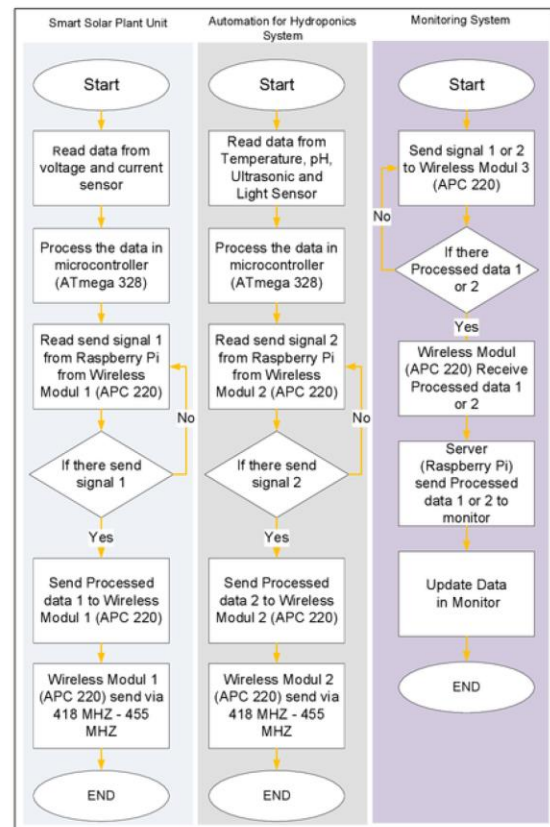 Smart Solar Plant Unit
Start
Read data from
voltage and current
sensor
Process the data in
microcontroller
(ATmega 328)
Read send signal 1
from Raspberry Pi
from Wireless
Modul 1 (APC 220)
No
If there send
signal 1
Yes
Send Processed
data 1 to Wireless
Modul 1 (APC 220)
Wireless Modul 1
(APC 220) send via
418 MHZ - 455
MHZ
END
Automation for Hydroponics
System
Start
Read data from
Temperature, pH,
Ultrasonic and
Light Sensor
Process the data in
microcontroller
(ATmega 328)
Read send signal 2
from Raspberry Pi
from Wireless
Modul 2 (APC 220)
No
If there send
signal 2
Yes
Send Processed
data 2 to Wireless
Modul 2 (APC 220)
Wireless Modul 2
(APC 220) send via
418 MHZ - 455
MHZ
END
Monitoring System
Start
Send signal 1 or 2
to Wireless Modul 3
(APC 220)
No
If there
Processed data 1
or 2
Yes
Wireless Modul
(APC 220) Receive
Processed data 1
or 2
Server
(Raspberry Pi)
send Processed
data 1 or 2 to
monitor
Update Data
in Monitor
END